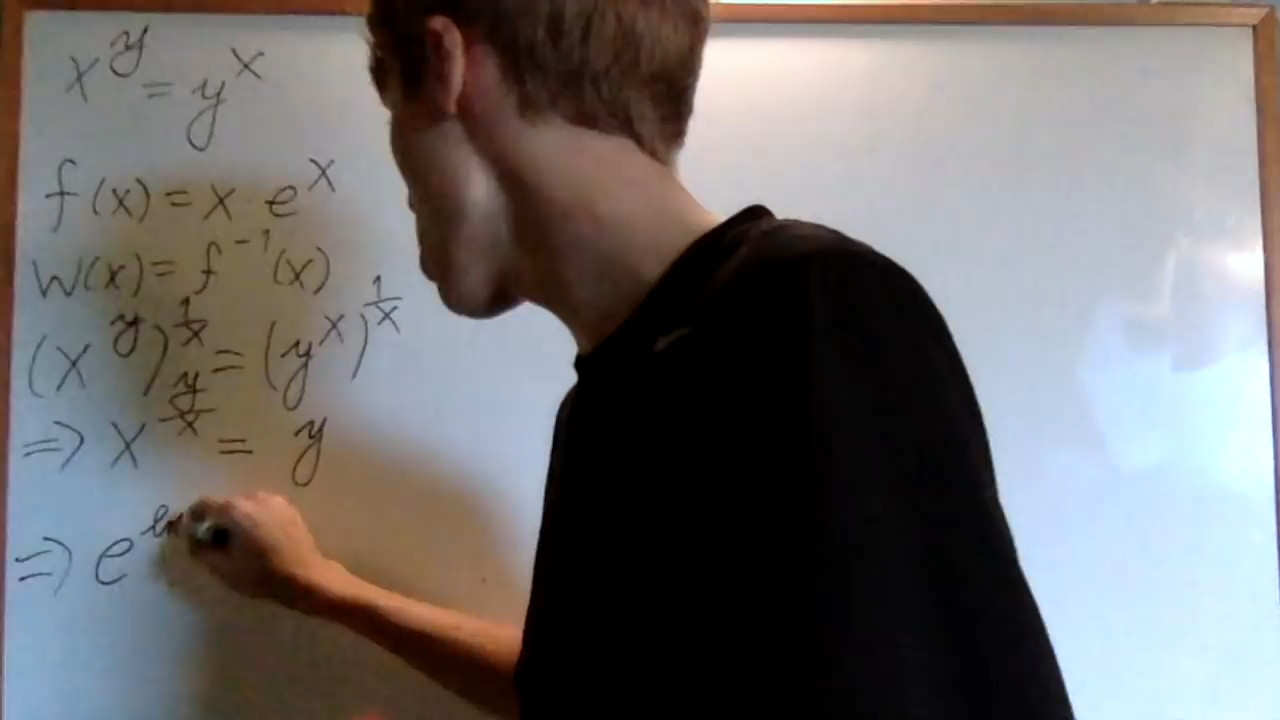 x^y = y^x
f(x) = x · e^x
W(x) = f^-1(x)
(x^y)^1/x = (y^x)^1/x
=> x^y/x = y
=> e^ln